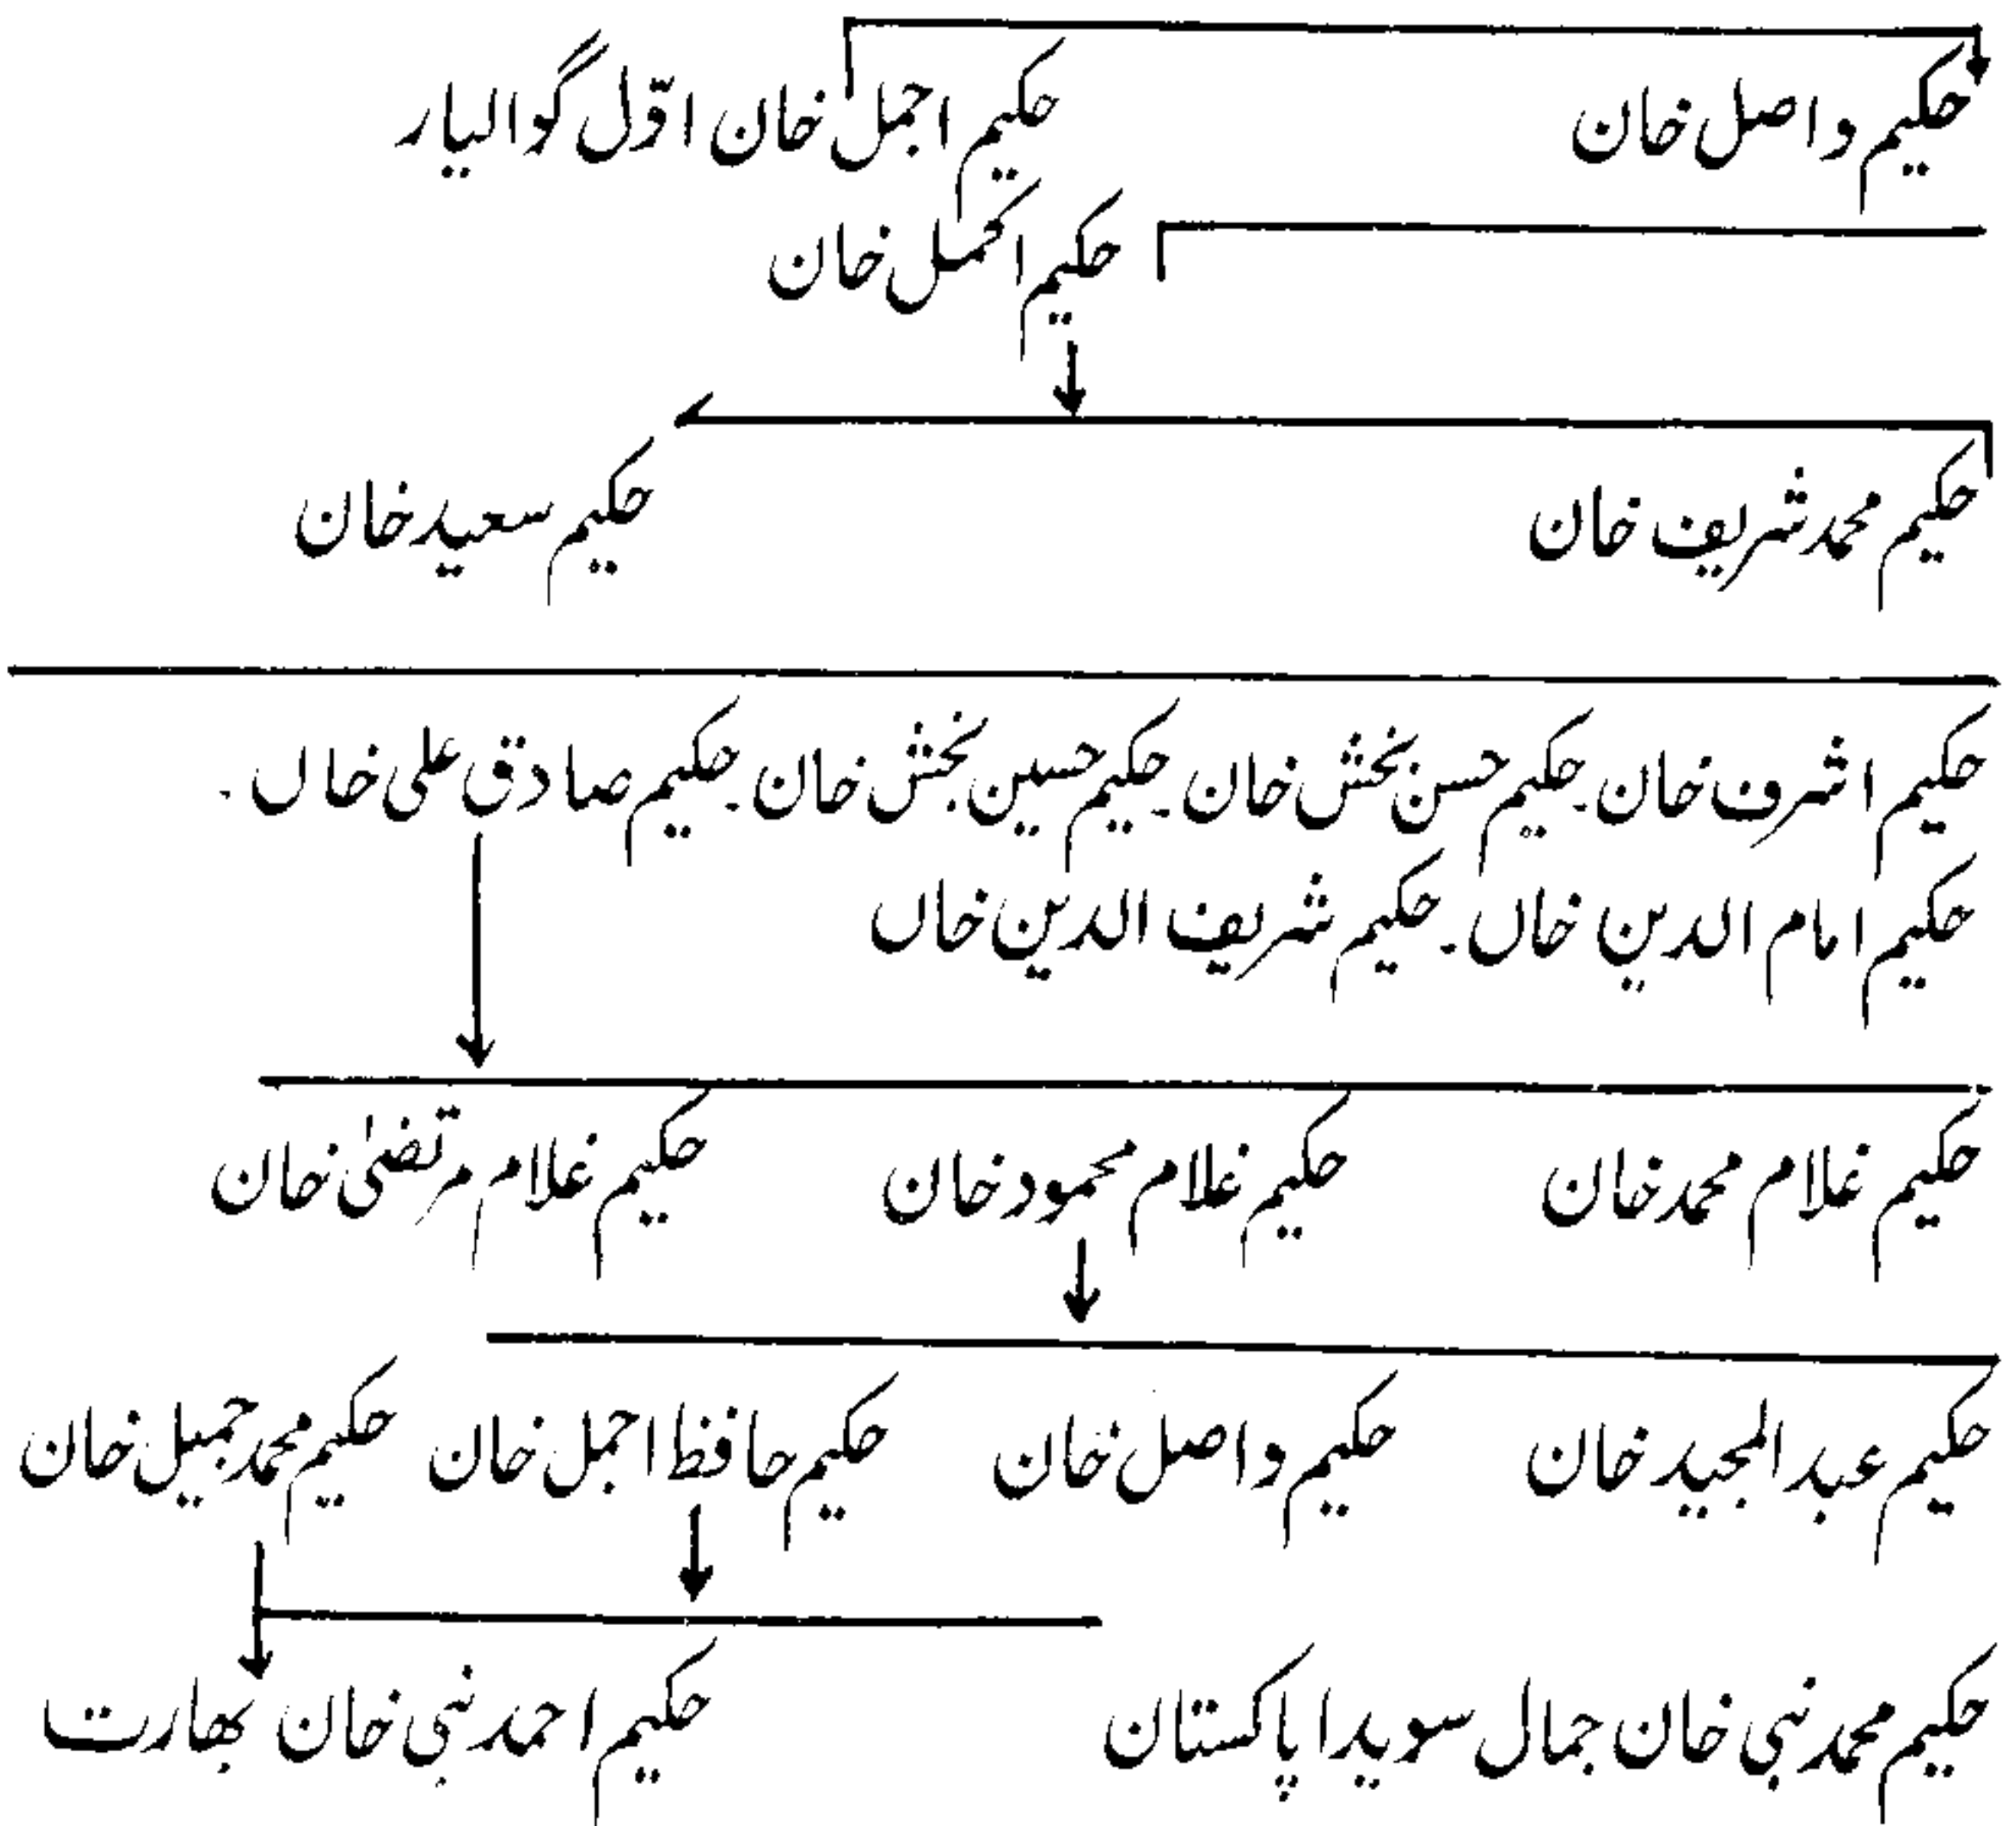 حکیم واصل خان حکیم اجمل خان اوّل گوالیار
حکیم اکمل خان
حکیم محمد شریف خان حکیم سعید خان
حکیم اشرف خان۔ حکیم حسن بخش خان۔ حکیم حسین بخش خان۔ حکیم صادق علی خاں۔
حکیم امام الدین خاں۔ حکیم شریف الدین خاں
حکیم غلام محمد خان حکیم غلام محمود خان حکیم غلام مرتضیٰ خان
حکیم عبد المجید خان حکیم واصل خان حکیم حافظ اجمل خان حکیم محمد جمیل خان
حکیم محمد نبی خان جمال سویدا پاکستان حکیم احمد نبی خان بھارت